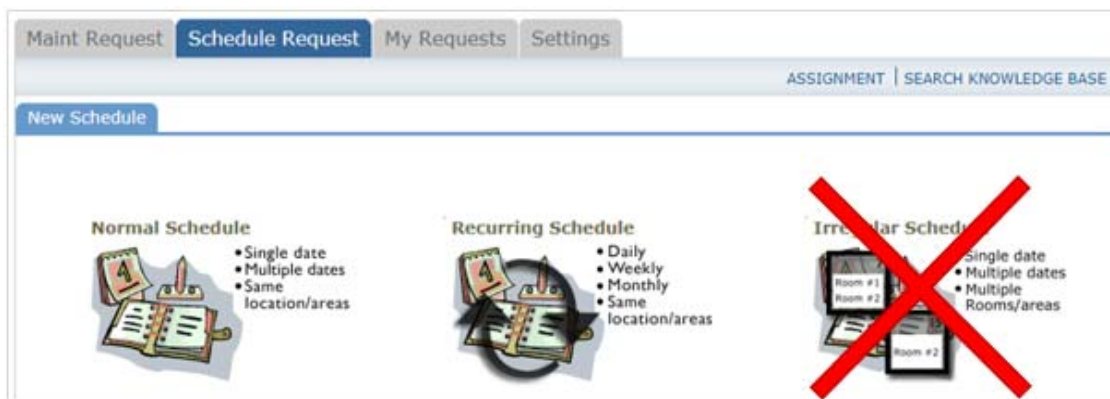 Maint Request Schedule Request My Requests Settings
ASSIGNMENT | SEARCH KNOWLEDGE BASE
New Schedule
Normal Schedule
4
• Single date
• Multiple dates
• Same
location/areas
Recurring Schedule
4
• Daily
• Weekly
• Monthly
• Same
location/areas
Single date
• Multiple dates
• Multiple
Rooms/areas
Room #1
Room #2
Room #2